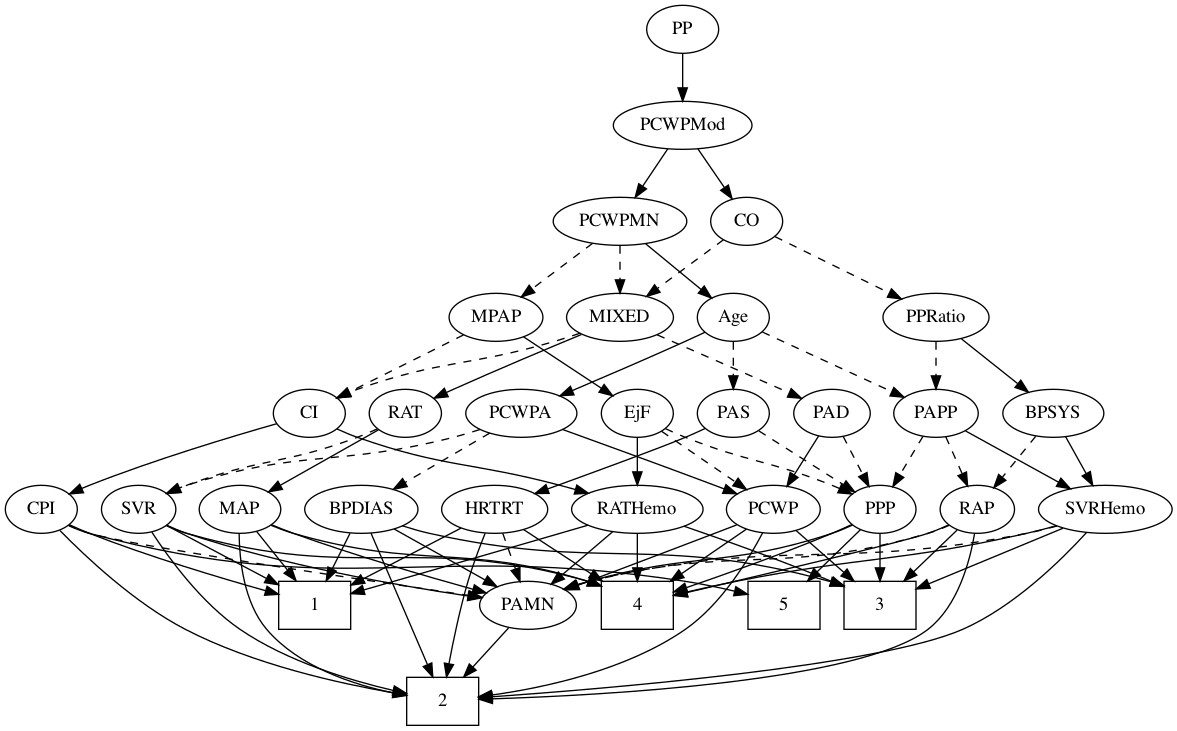 PP
PCWPMod
PCWPMN
CO
MPAP
MIXED
Age
PPRatio
CI
RAT
PCWPA
EjF
PAS
PAD
PAPP
BPSYS
CPI
SVR
MAP
BPDIAS
HRTRT
RATHemo
PCWP
PPP
RAP
SVRHemo
1
PAMN
4
5
3
2